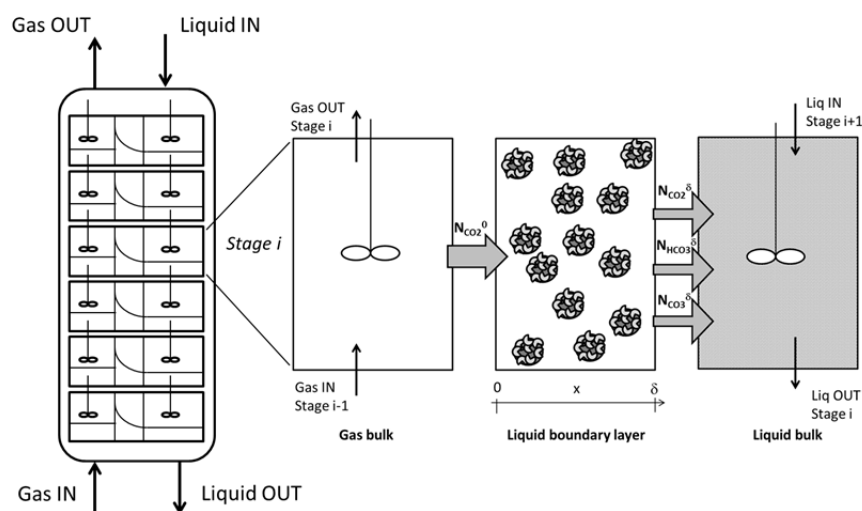 Gas OUT
Liquid IN
Gas IN
Liquid OUT
Stage i
Gas OUT
Stage i
Gas IN
Stage i-1
Gas bulk
N_CO2^0
0 x δ
Liquid boundary layer
N_CO2^δ
N_HCO3^δ
N_CO3^δ
Liq IN
Stage i+1
Liq OUT
Stage i
Liquid bulk